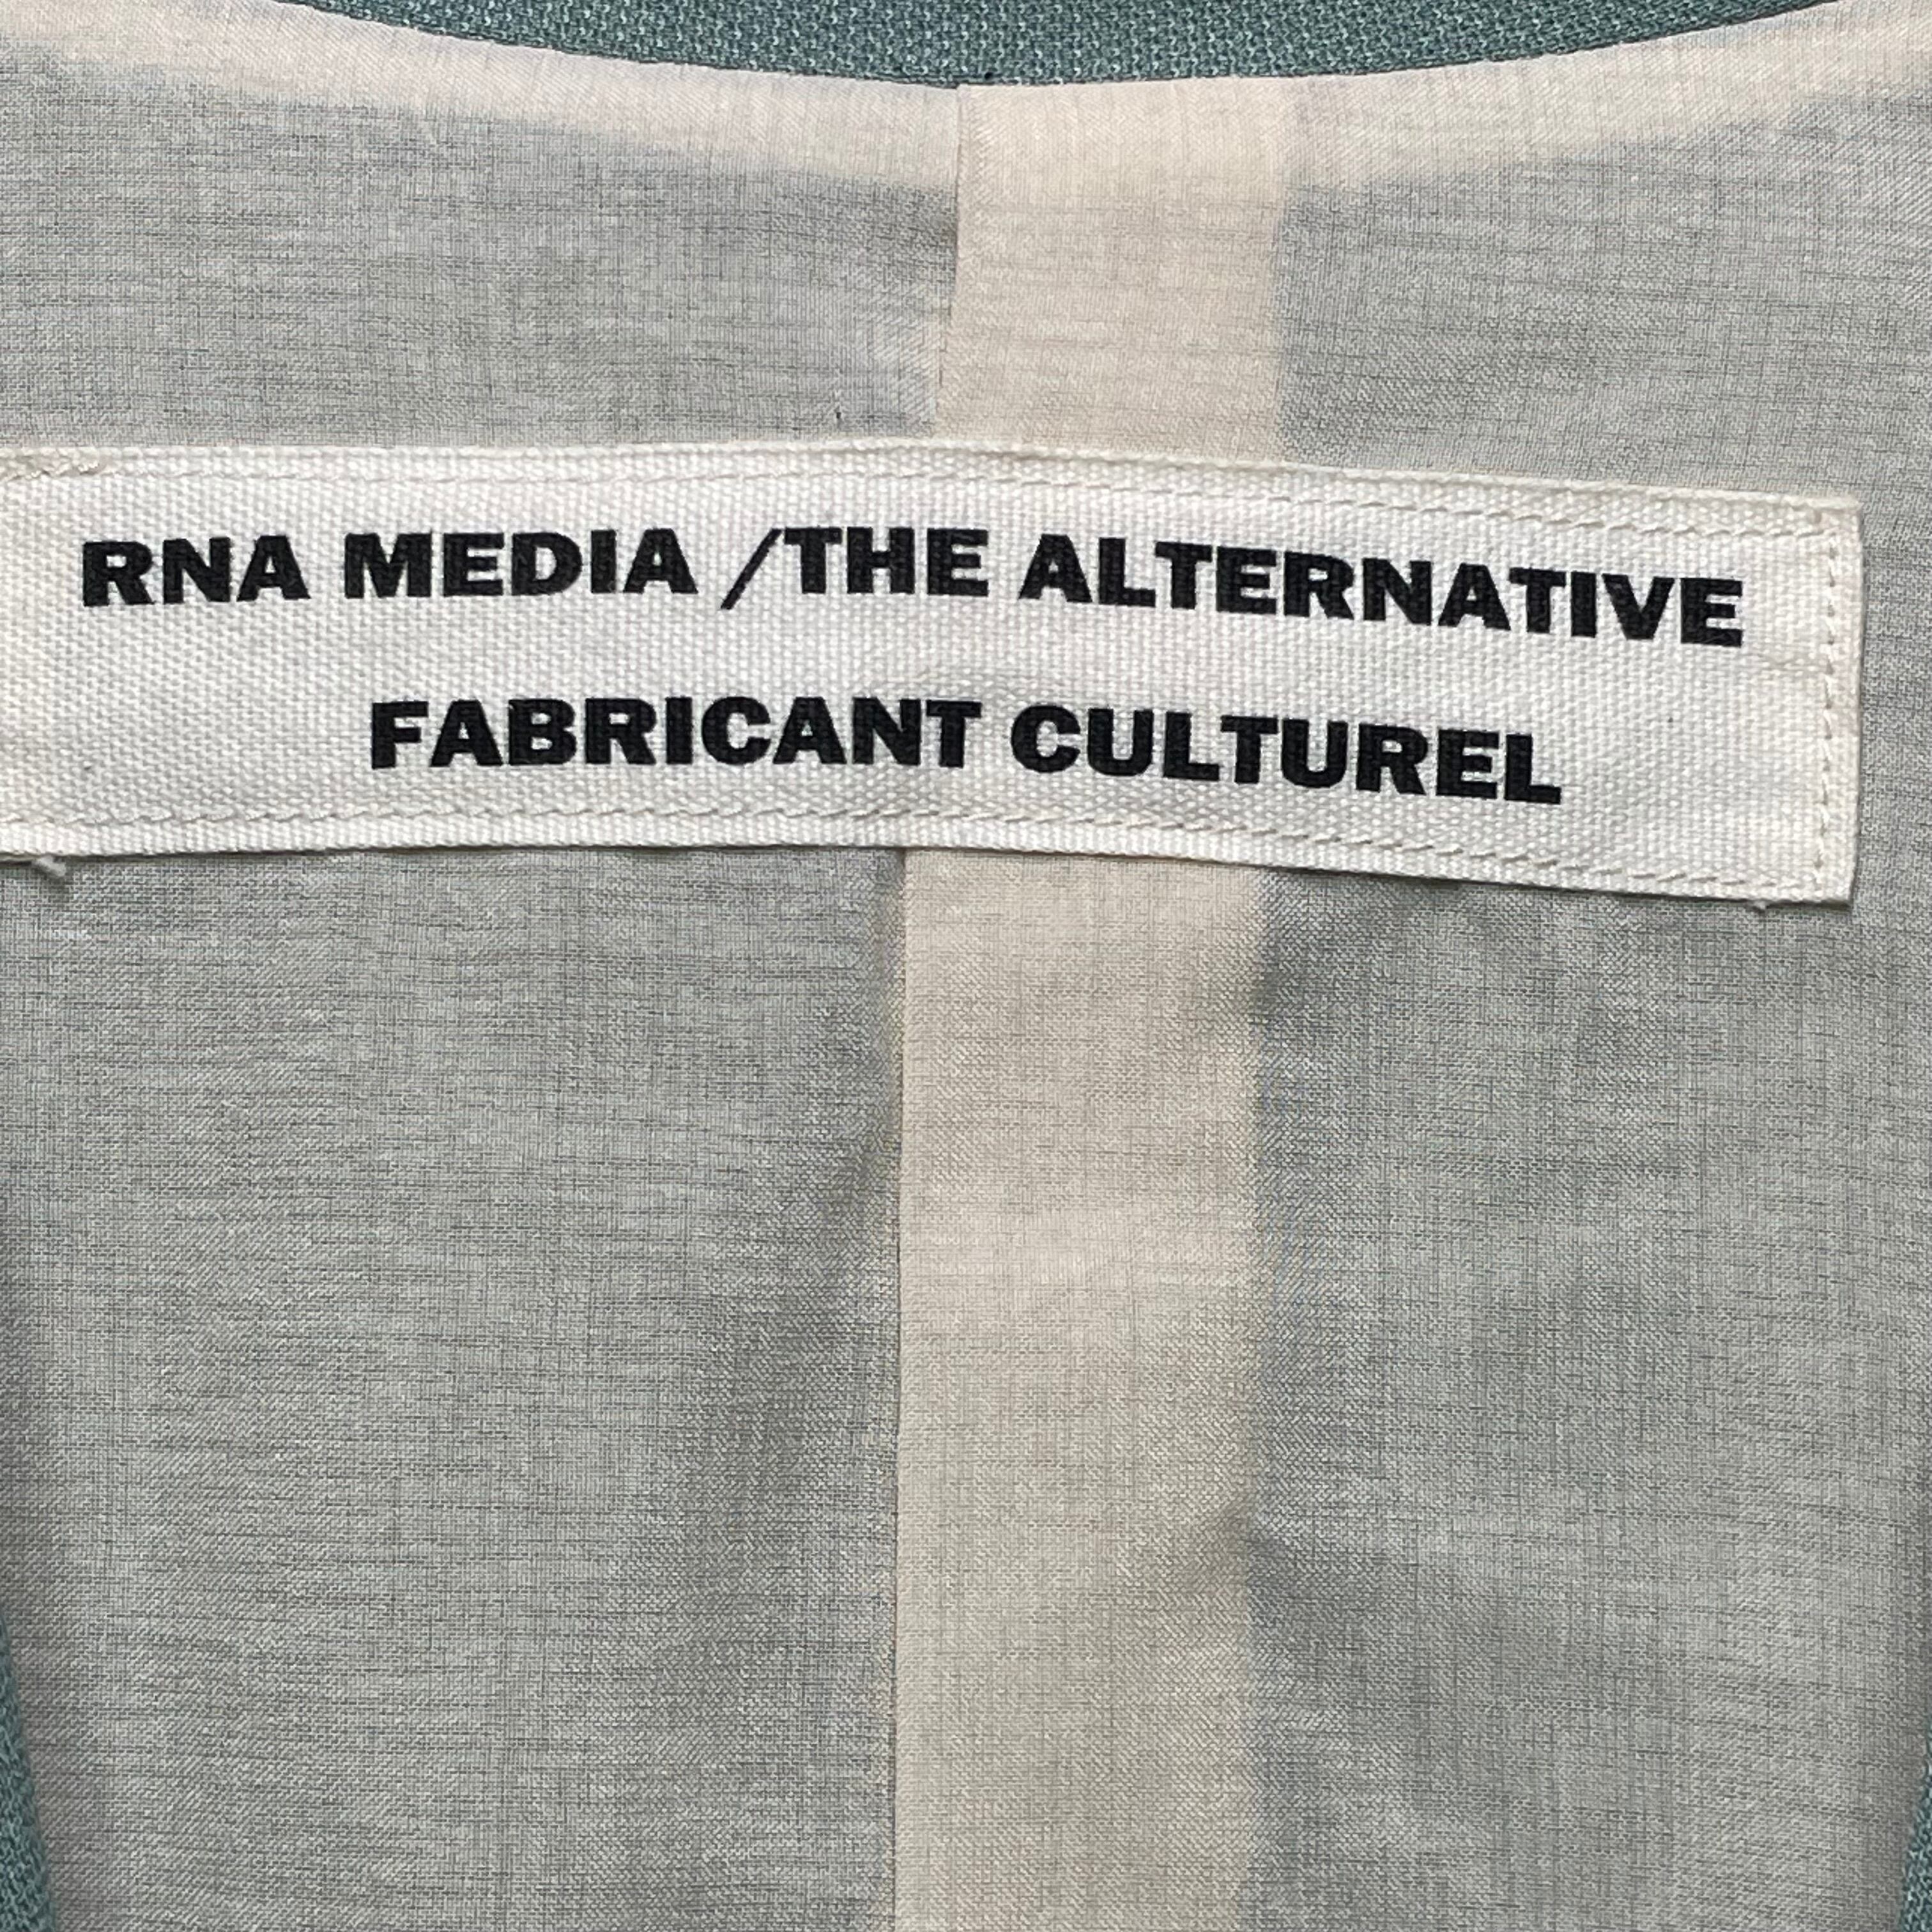 RNA MEDIA /THE ALTERNATIVE
FABRICANT CULTUREL